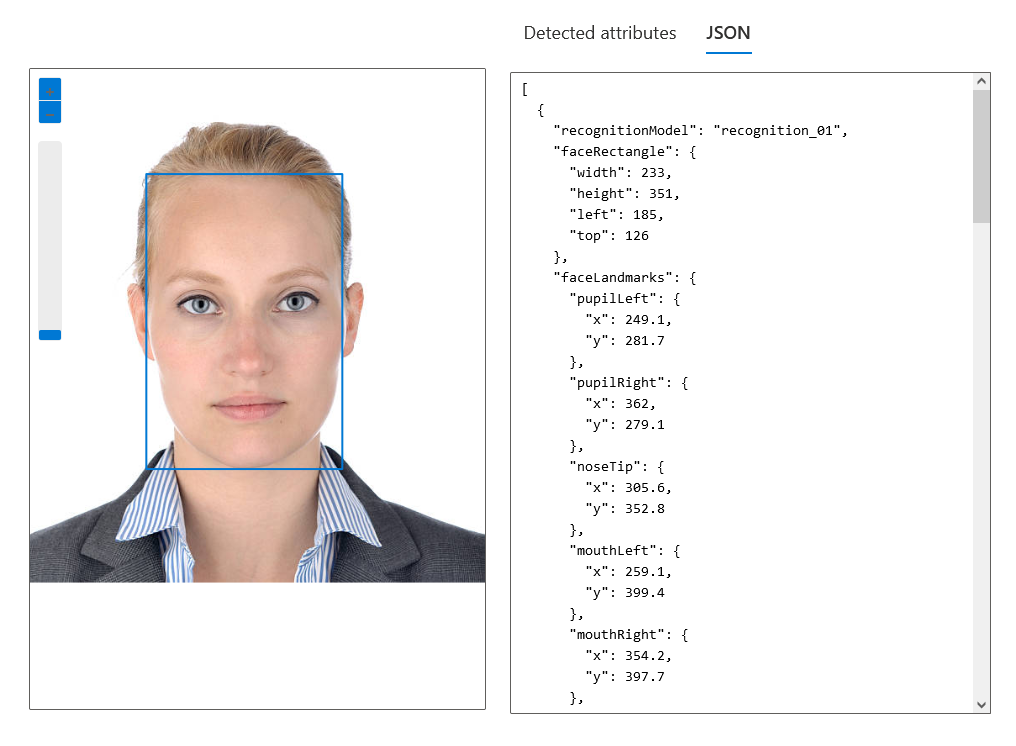 Detected attributes JSON
+
-
[
  {
    "recognitionModel": "recognition_01",
    "faceRectangle": {
      "width": 233,
      "height": 351,
      "left": 185,
      "top": 126
    },
    "faceLandmarks": {
      "pupilLeft": {
        "x": 249.1,
        "y": 281.7
      },
      "pupilRight": {
        "x": 362,
        "y": 279.1
      },
      "noseTip": {
        "x": 305.6,
        "y": 352.8
      },
      "mouthLeft": {
        "x": 259.1,
        "y": 399.4
      },
      "mouthRight": {
        "x": 354.2,
        "y": 397.7
      },